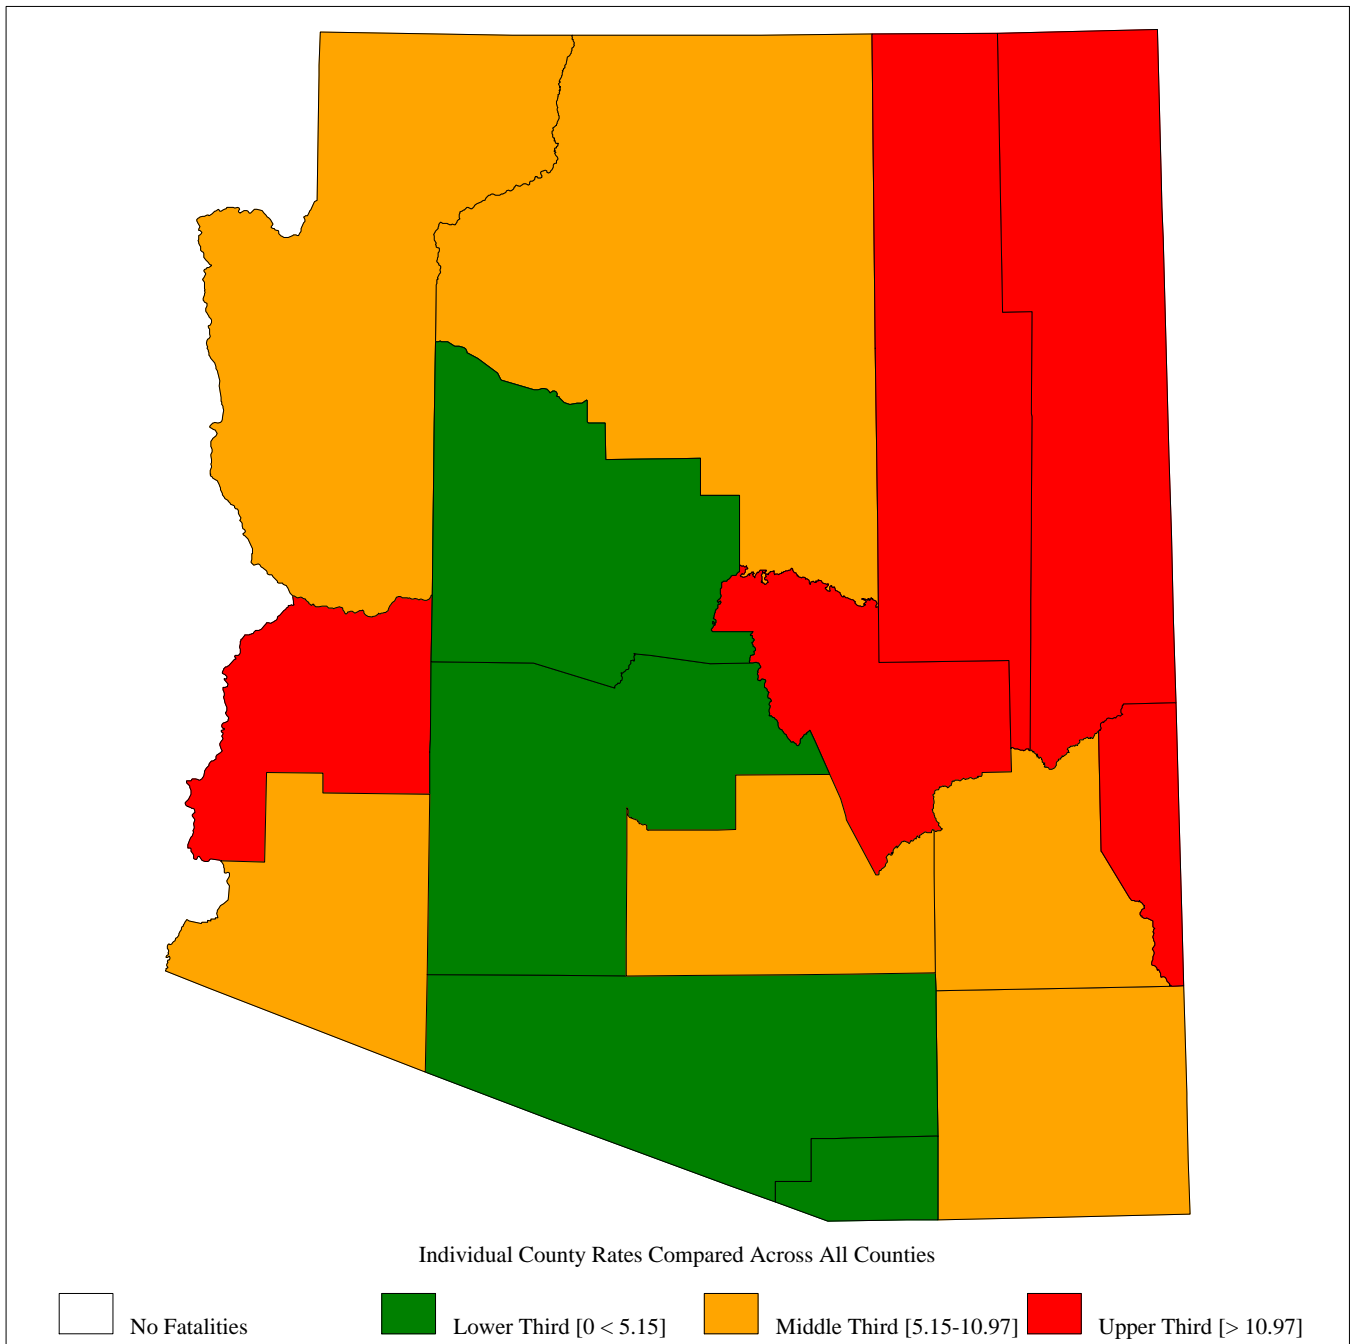 Individual County Rates Compared Across All Counties
No Fatalities Lower Third [0 < 5.15] Middle Third [5.15-10.97] Upper Third [> 10.97]